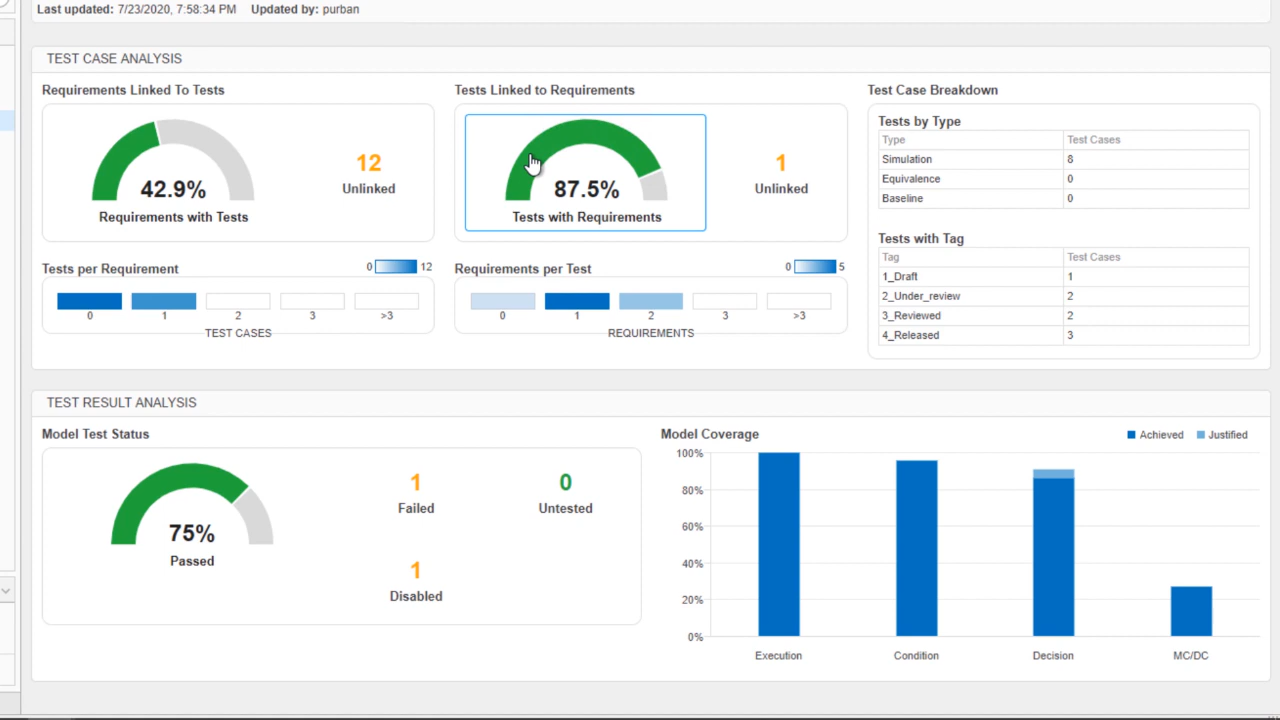 Last updated: 7/23/2020, 7:58:34 PM Updated by: purban
TEST CASE ANALYSIS
Requirements Linked To Tests
42.9%
Requirements with Tests
12
Unlinked
Tests Linked to Requirements
87.5%
Tests with Requirements
1
Unlinked
Tests per Requirement
0 12
0 1 2 3 >3
TEST CASES
Requirements per Test
0 5
0 1 2 3 >3
REQUIREMENTS
Test Case Breakdown
Tests by Type
Type Test Cases
Simulation 8
Equivalence 0
Baseline 0
Tests with Tag
Tag Test Cases
1_Draft 1
2_Under_review 2
3_Reviewed 2
4_Released 3
TEST RESULT ANALYSIS
Model Test Status
75%
Passed
1
Failed
0
Untested
1
Disabled
Model Coverage
Achieved Justified
100%
80%
60%
40%
20%
0%
Execution Condition Decision MC/DC